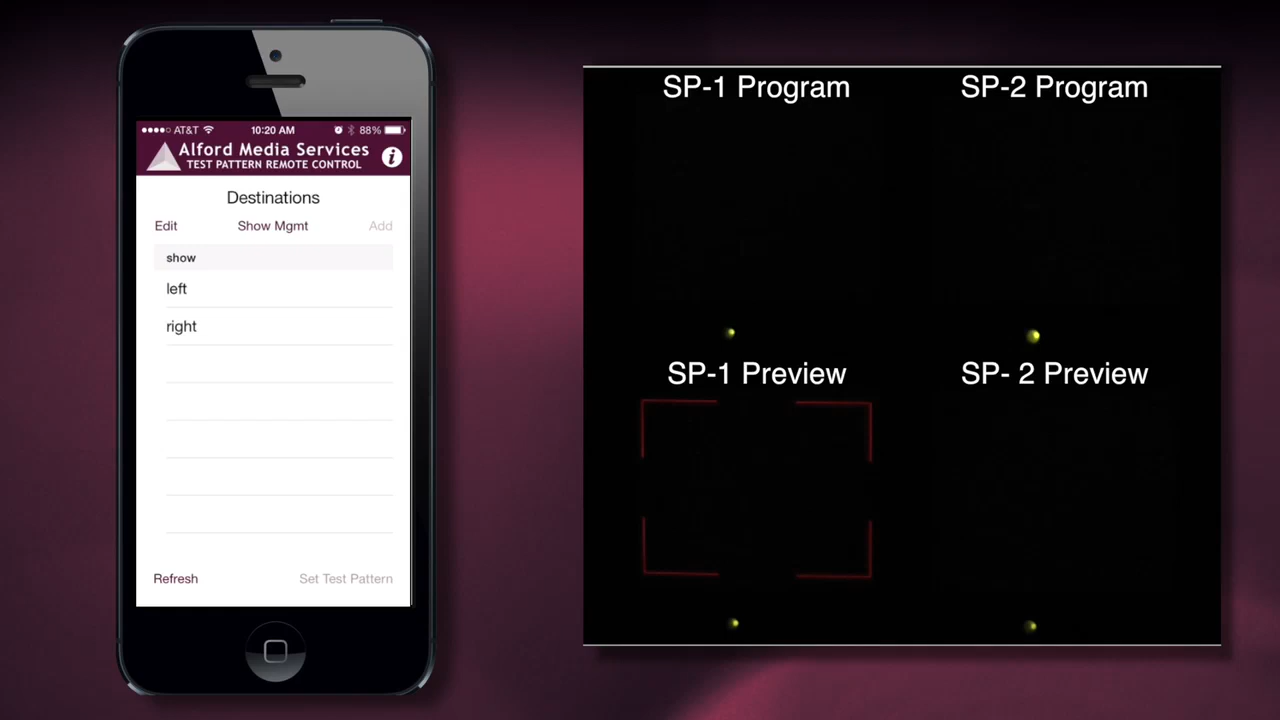 AT&T 10:20 AM 88%
Alford Media Services
TEST PATTERN REMOTE CONTROL
i
Destinations
Edit Show Mgmt Add
show
left
right
Refresh Set Test Pattern
SP-1 Program SP-2 Program
SP-1 Preview SP- 2 Preview